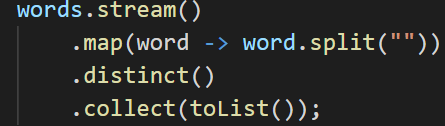 words.stream()
.map(word -> word.split(""))
.distinct()
.collect(toList());